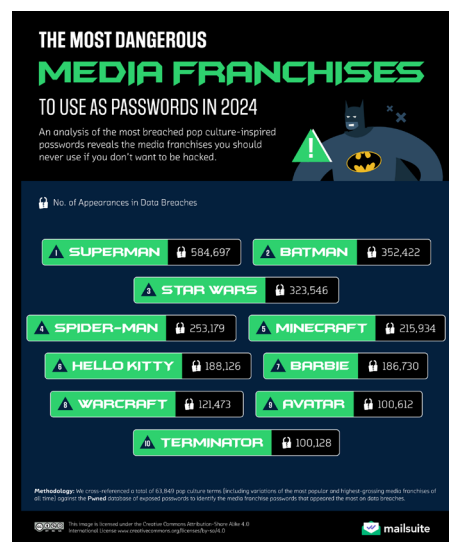 THE MOST DANGEROUS
MEDIA FRANCHISES
TO USE AS PASSWORDS IN 2024
An analysis of the most breached pop culture-inspired
passwords reveals the media franchises you should
never use if you don't want to be hacked.
No. of Appearances in Data Breaches
1 SUPERMAN 584,697
2 BATMAN 352,422
3 STAR WARS 323,546
4 SPIDER-MAN 253,179
5 MINECRAFT 215,934
6 HELLO KITTY 188,126
7 BARBIE 186,730
8 WARCRAFT 121,473
9 AVATAR 100,612
10 TERMINATOR 100,128
Methodology: We cross-referenced a total of 63,849 pop culture terms (including variations of the most popular and highest-grossing media franchises of
all time) against the Pwned database of exposed passwords to identify the media franchise passwords that appeared the most on data breaches.
This image is licensed under the Creative Commons Attribution-Share Alike 4.0
International License www.creativecommons.org/licenses/by-sa/4.0
mailsuite